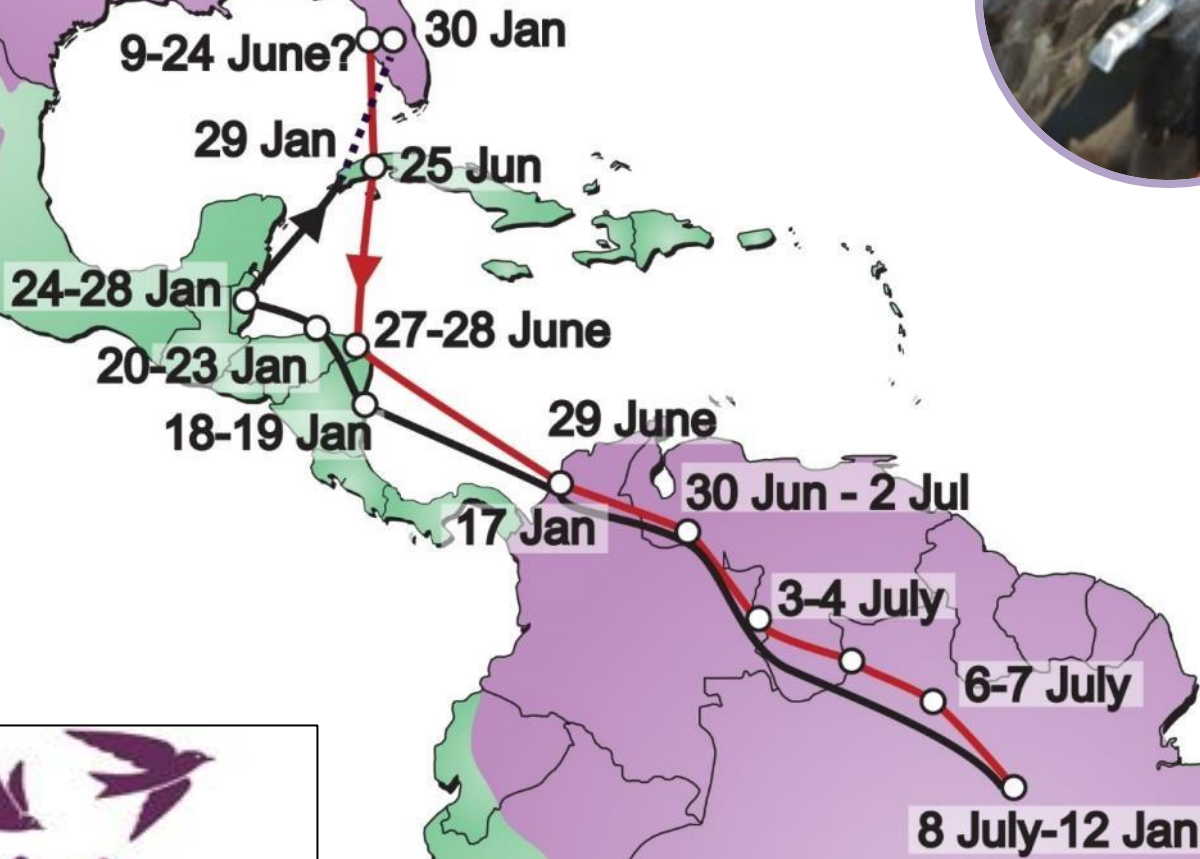 9-24 June?
30 Jan
29 Jan
25 Jun
24-28 Jan
27-28 June
20-23 Jan
18-19 Jan
29 June
30 Jun - 2 Jul
17 Jan
3-4 July
6-7 July
8 July-12 Jan